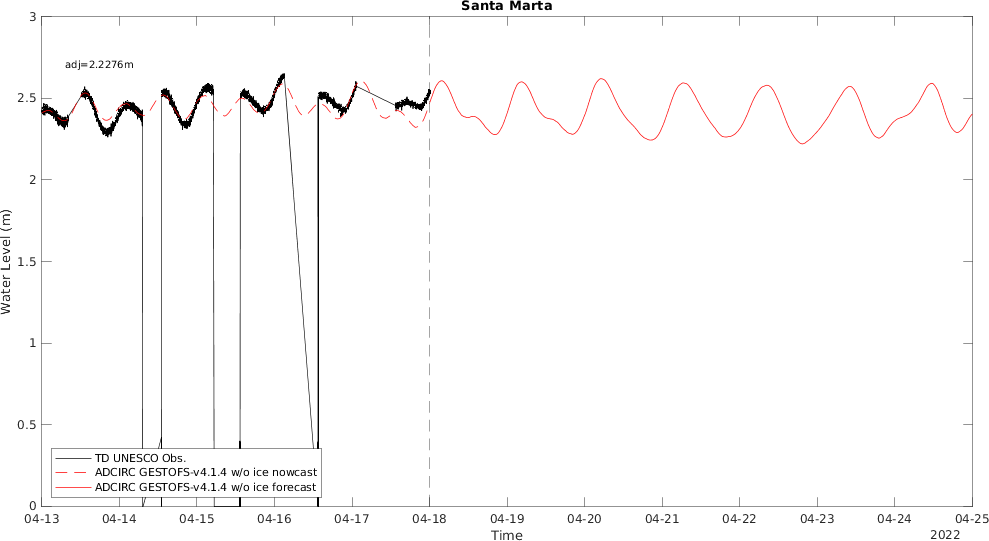 Santa Marta
3
adj=2.2276m
2.5
2
1.5
Water Level (m)
1
0.5
TD UNESCO Obs.
ADCIRC GESTOFS-v4.1.4 w/o ice nowcast
ADCIRC GESTOFS-v4.1.4 w/o ice forecast
0
04-13 04-14 04-15 04-16 04-17 04-18 04-19 04-20 04-21 04-22 04-23 04-24 04-25
Time
2022